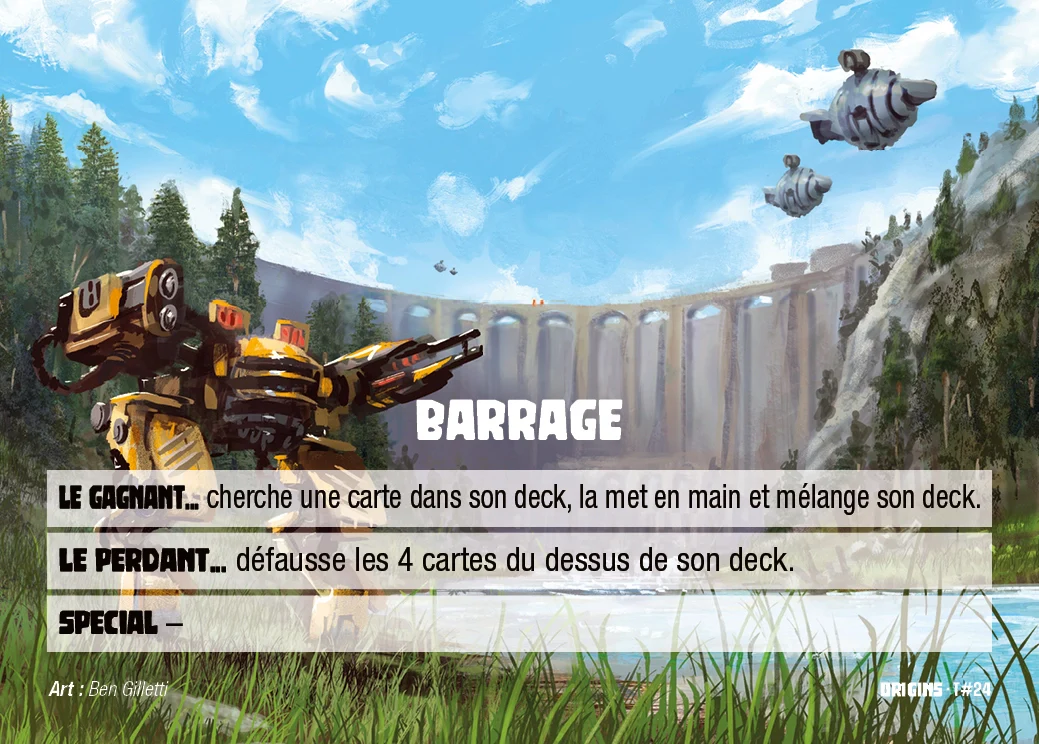 BARRAGE
LE GAGNANT... cherche une carte dans son deck, la met en main et mélange son deck.
LE PERDANT... défausse les 4 cartes du dessus de son deck.
SPECIAL –
Art : Ben Gilletti
ORIGINS · T#24